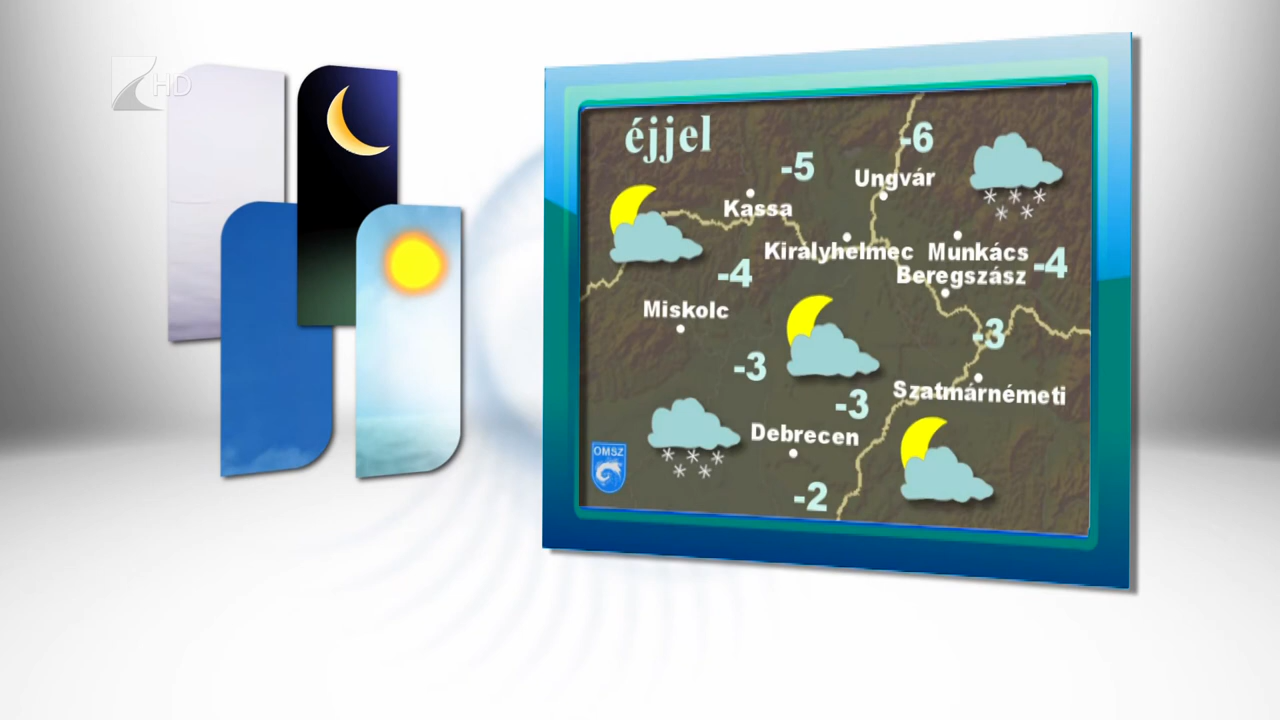 HD
éjjel
-6
-5
Ungvár
Kassa
Királyhelmec
Munkács
-4
Beregszász
-4
Miskolc
-3
-3
Szatmárnémeti
-3
Debrecen
OMSZ
-2